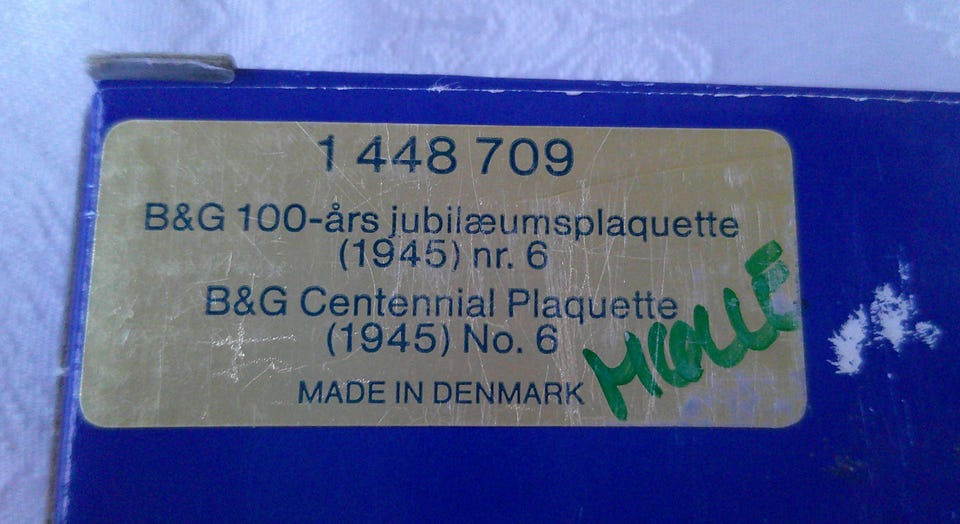 1 448 709
B&G 100-års jubilæumsplaquette
(1945) nr. 6
B&G Centennial Plaquette
(1945) No. 6
MADE IN DENMARK